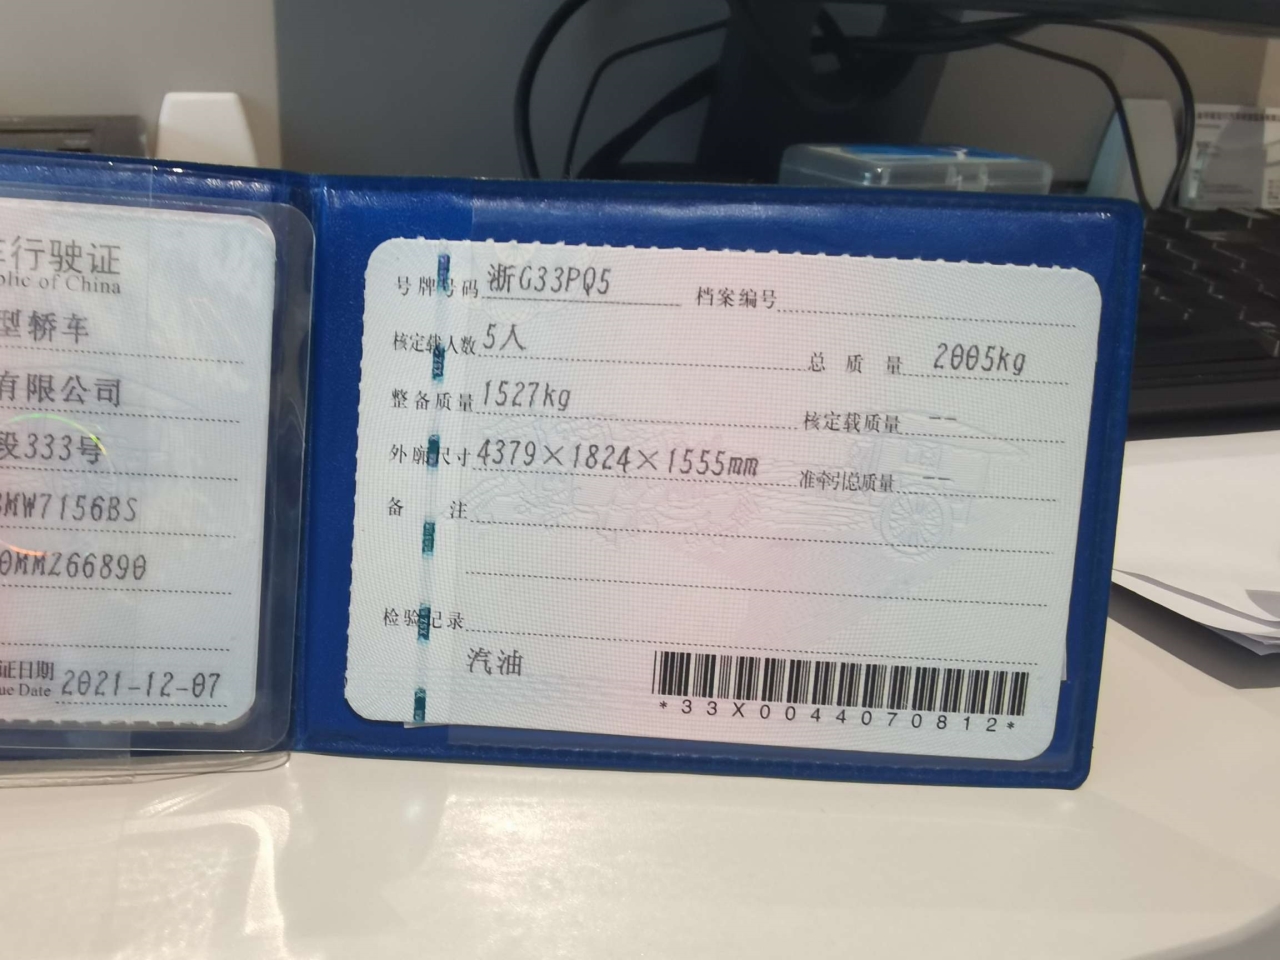 车行驶证
blic of China
型轿车
有限公司
段333号
BMW7156BS
0MMZ66890
证日期
ue Date 2021-12-07
号牌号码 浙G33PQ5 档案编号
核定载人数 5人 总质量 2005kg
整备质量 1527kg 核定载质量 --
外廓尺寸 4379×1824×1555mm 准牵引总质量 --
备注
检验记录
汽油
*33X0044070812*